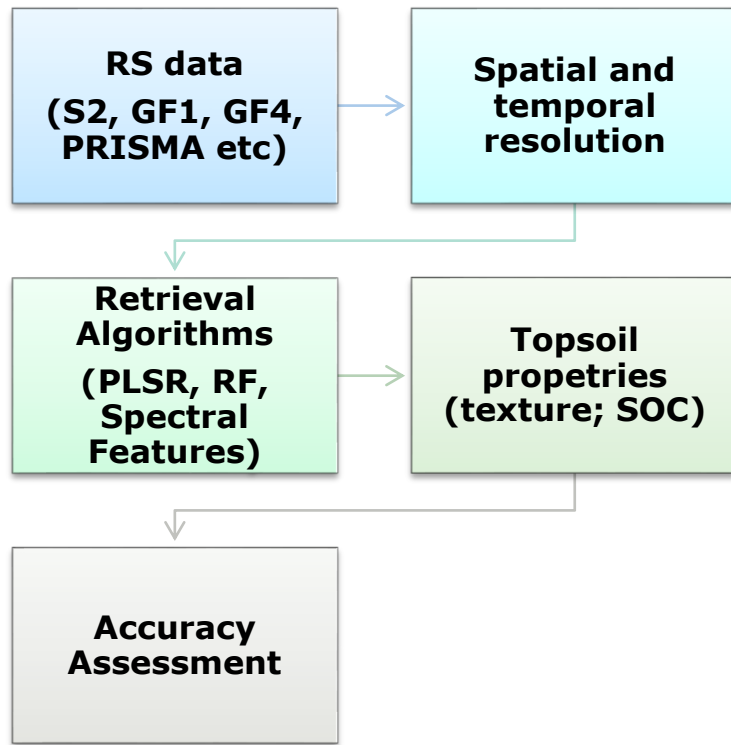 RS data
(S2, GF1, GF4,
PRISMA etc)
Spatial and
temporal
resolution
Retrieval
Algorithms
(PLSR, RF,
Spectral
Features)
Topsoil
propetries
(texture; SOC)
Accuracy
Assessment